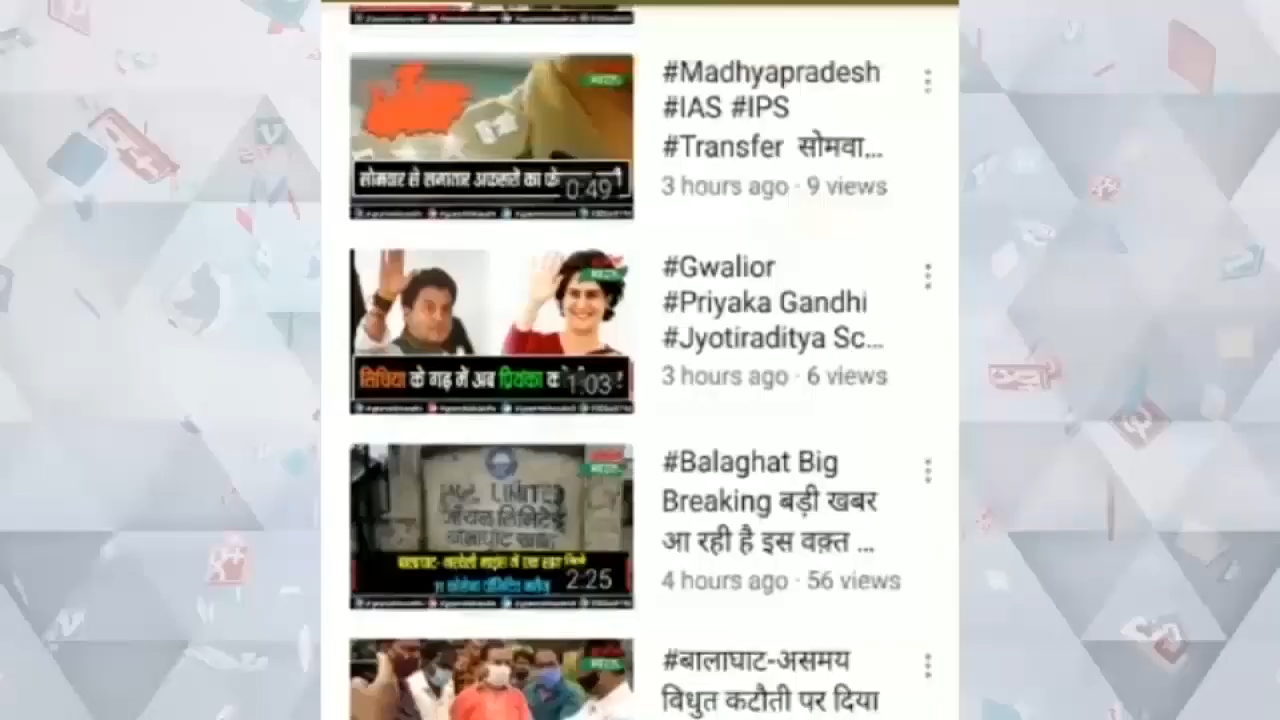 #Madhyapradesh
#IAS #IPS
#Transfer सोमवा...
3 hours ago · 9 views
सोमवार से लगातार अफसरों का
0:49
#Gwalior
#Priyaka Gandhi
#Jyotiraditya Sc...
3 hours ago · 6 views
सिंधिया के गढ़ में अब प्रियंका
1:03
#Balaghat Big
Breaking बड़ी खबर
आ रही है इस वक़्त ...
4 hours ago · 56 views
LIMITED
2:25
#बालाघाट-असमय
विधुत कटौती पर दिया